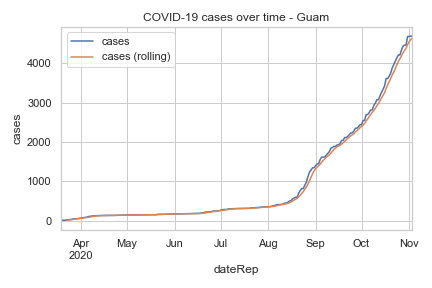 COVID-19 cases over time - Guam
cases
cases (rolling)
cases
4000
3000
2000
1000
0
Apr May Jun Jul Aug Sep Oct Nov
2020
dateRep